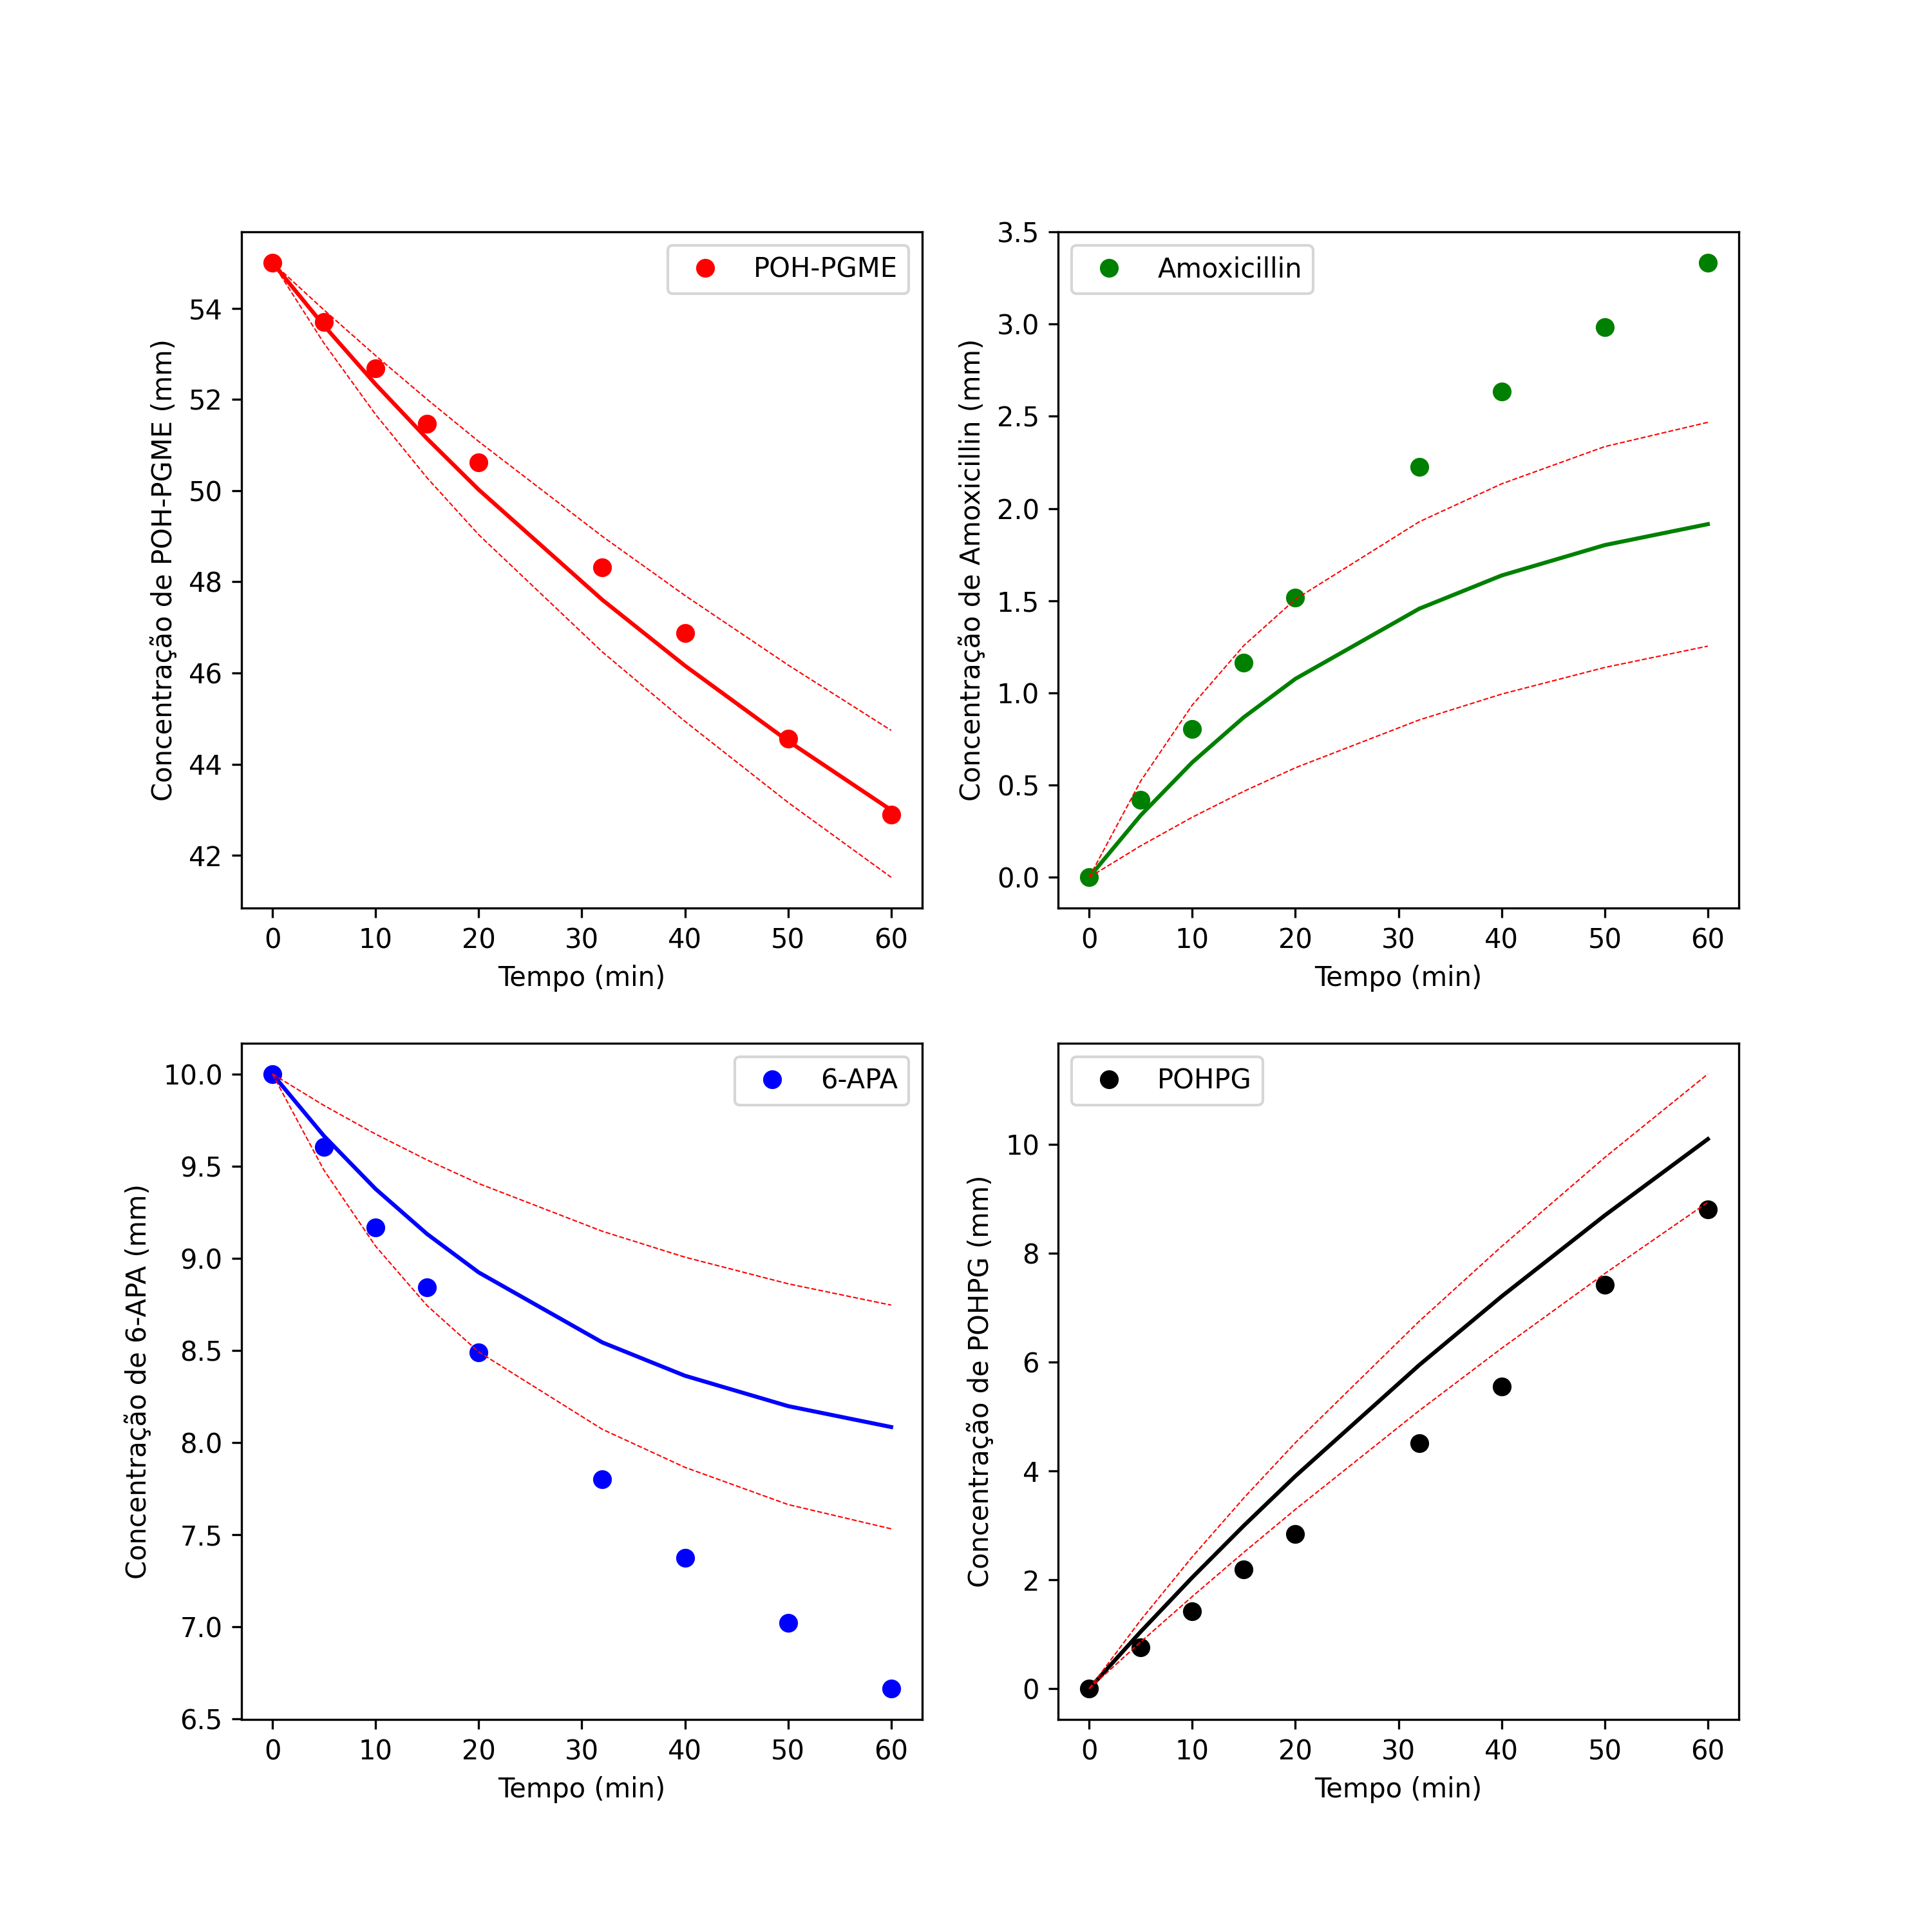 POH-PGME
54
52
50
48
46
44
42
Concentração de POH-PGME (mm)
0 10 20 30 40 50 60
Tempo (min)
Amoxicillin
3.5
3.0
2.5
2.0
1.5
1.0
0.5
0.0
Concentração de Amoxicillin (mm)
0 10 20 30 40 50 60
Tempo (min)
6-APA
10.0
9.5
9.0
8.5
8.0
7.5
7.0
6.5
Concentração de 6-APA (mm)
0 10 20 30 40 50 60
Tempo (min)
POHPG
10
8
6
4
2
0
Concentração de POHPG (mm)
0 10 20 30 40 50 60
Tempo (min)